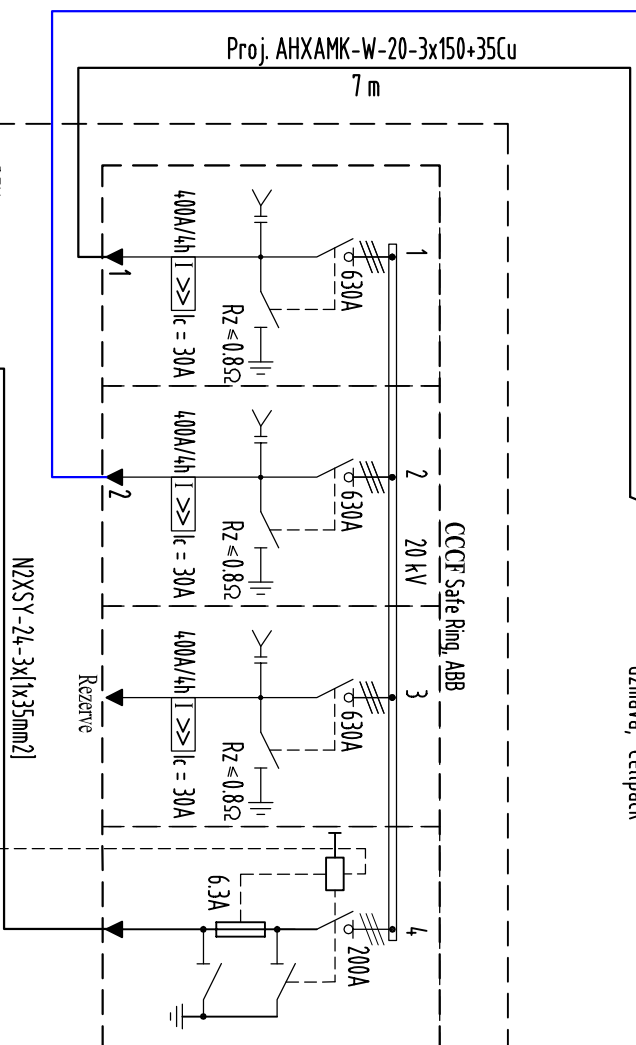 Proj. AHXAMK-W-20-3x150+35Cu
7 m
CCCF Safe Ring, ABB
20 kV
1
630A
Rz ≤ 0.8Ω
400A/4h
I >>
Ic = 30A
1
2
630A
Rz ≤ 0.8Ω
400A/4h
I >>
Ic = 30A
2
3
630A
Rz ≤ 0.8Ω
400A/4h
I >>
Ic = 30A
Rezerve
4
200A
6.3A
N2XSY-24-3x[1x35mm2]